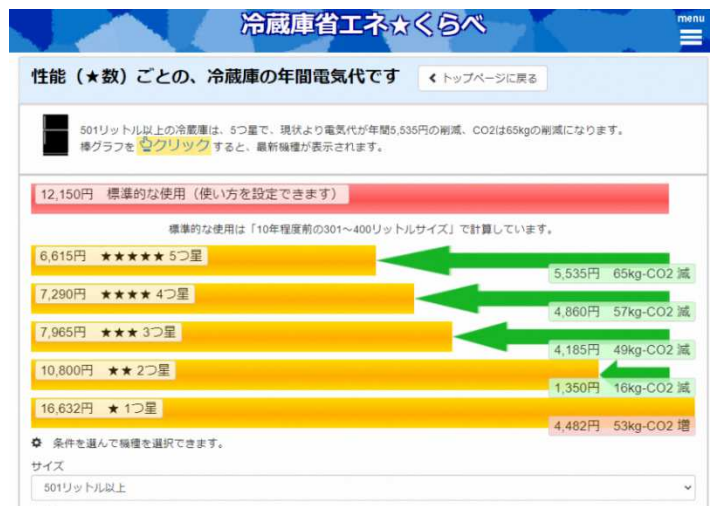 冷蔵庫省エネ★くらべ
menu
性能（★数）ごとの、冷蔵庫の年間電気代です
トップページに戻る
501リットル以上の冷蔵庫は、5つ星で、現状より電気代が年間5,535円の削減、CO2は65kgの削減になります。
棒グラフを クリック すると、最新機種が表示されます。
12,150円 標準的な使用（使い方を設定できます）
標準的な使用は「10年程度前の301～400リットルサイズ」で計算しています。
6,615円 ★★★★★ 5つ星
5,535円 65kg-CO2 減
7,290円 ★★★★ 4つ星
4,860円 57kg-CO2 減
7,965円 ★★★ 3つ星
4,185円 49kg-CO2 減
10,800円 ★★ 2つ星
1,350円 16kg-CO2 減
16,632円 ★ 1つ星
4,482円 53kg-CO2 増
条件を選んで機種を選択できます。
サイズ
501リットル以上